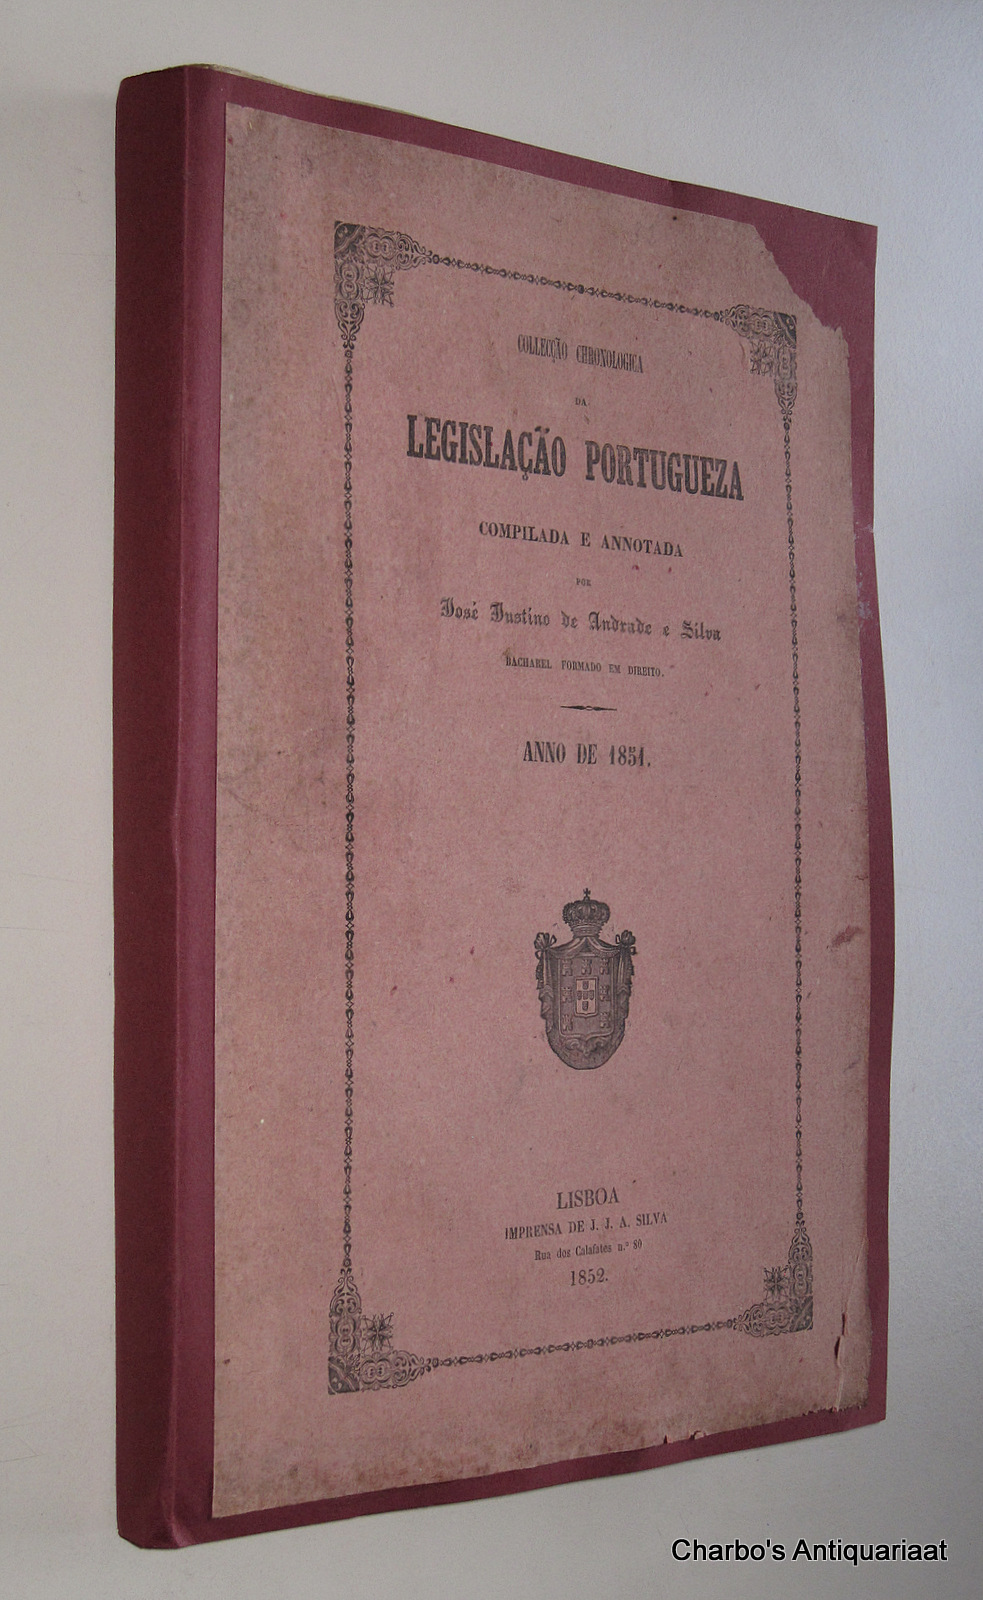 COLLECÇÃO CHRONOLOGICA
DA
LEGISLAÇÃO PORTUGUEZA
COMPILADA E ANNOTADA
POR
José Justino de Andrade e Silva
BACHAREL FORMADO EM DIREITO.
ANNO DE 1851.
LISBOA
IMPRENSA DE J. J. A. SILVA
Rua dos Calafates n.º 80
1852.
Charbo's Antiquariaat